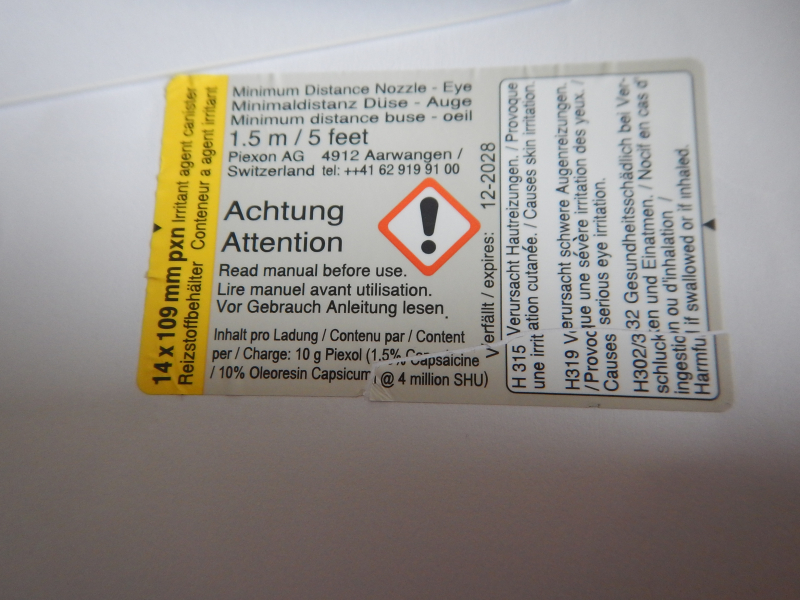 14 x 109 mm pxn Irritant agent canister
Reizstoffbehälter Conteneur a agent irritant
Minimum Distance Nozzle - Eye
Minimaldistanz Düse - Auge
Minimum distance buse - oeil
1.5 m / 5 feet
Piexon AG 4912 Aarwangen /
Switzerland tel: ++41 62 919 91 00
Achtung
Attention
Read manual before use.
Lire manuel avant utilisation.
Vor Gebrauch Anleitung lesen
Inhalt pro Ladung / Contenu par / Content
per / Charge: 10 g Piexol (1.5% Capsaicine
/ 10% Oleoresin Capsicum @ 4 million SHU)
Verfällt / expires: 12-2028
H 315 Verursacht Hautreizungen. / Provoque
une irritation cutanée. / Causes skin irritation.
H319 Verursacht schwere Augenreizungen.
/ Provoque une sévère irritation des yeux. /
Causes serious eye irritation.
H302/332 Gesundheitsschädlich bei Ver-
schlucken und Einatmen. / Nocif en cas d'
ingestion ou d'inhalation /
Harmful if swallowed or if inhaled.